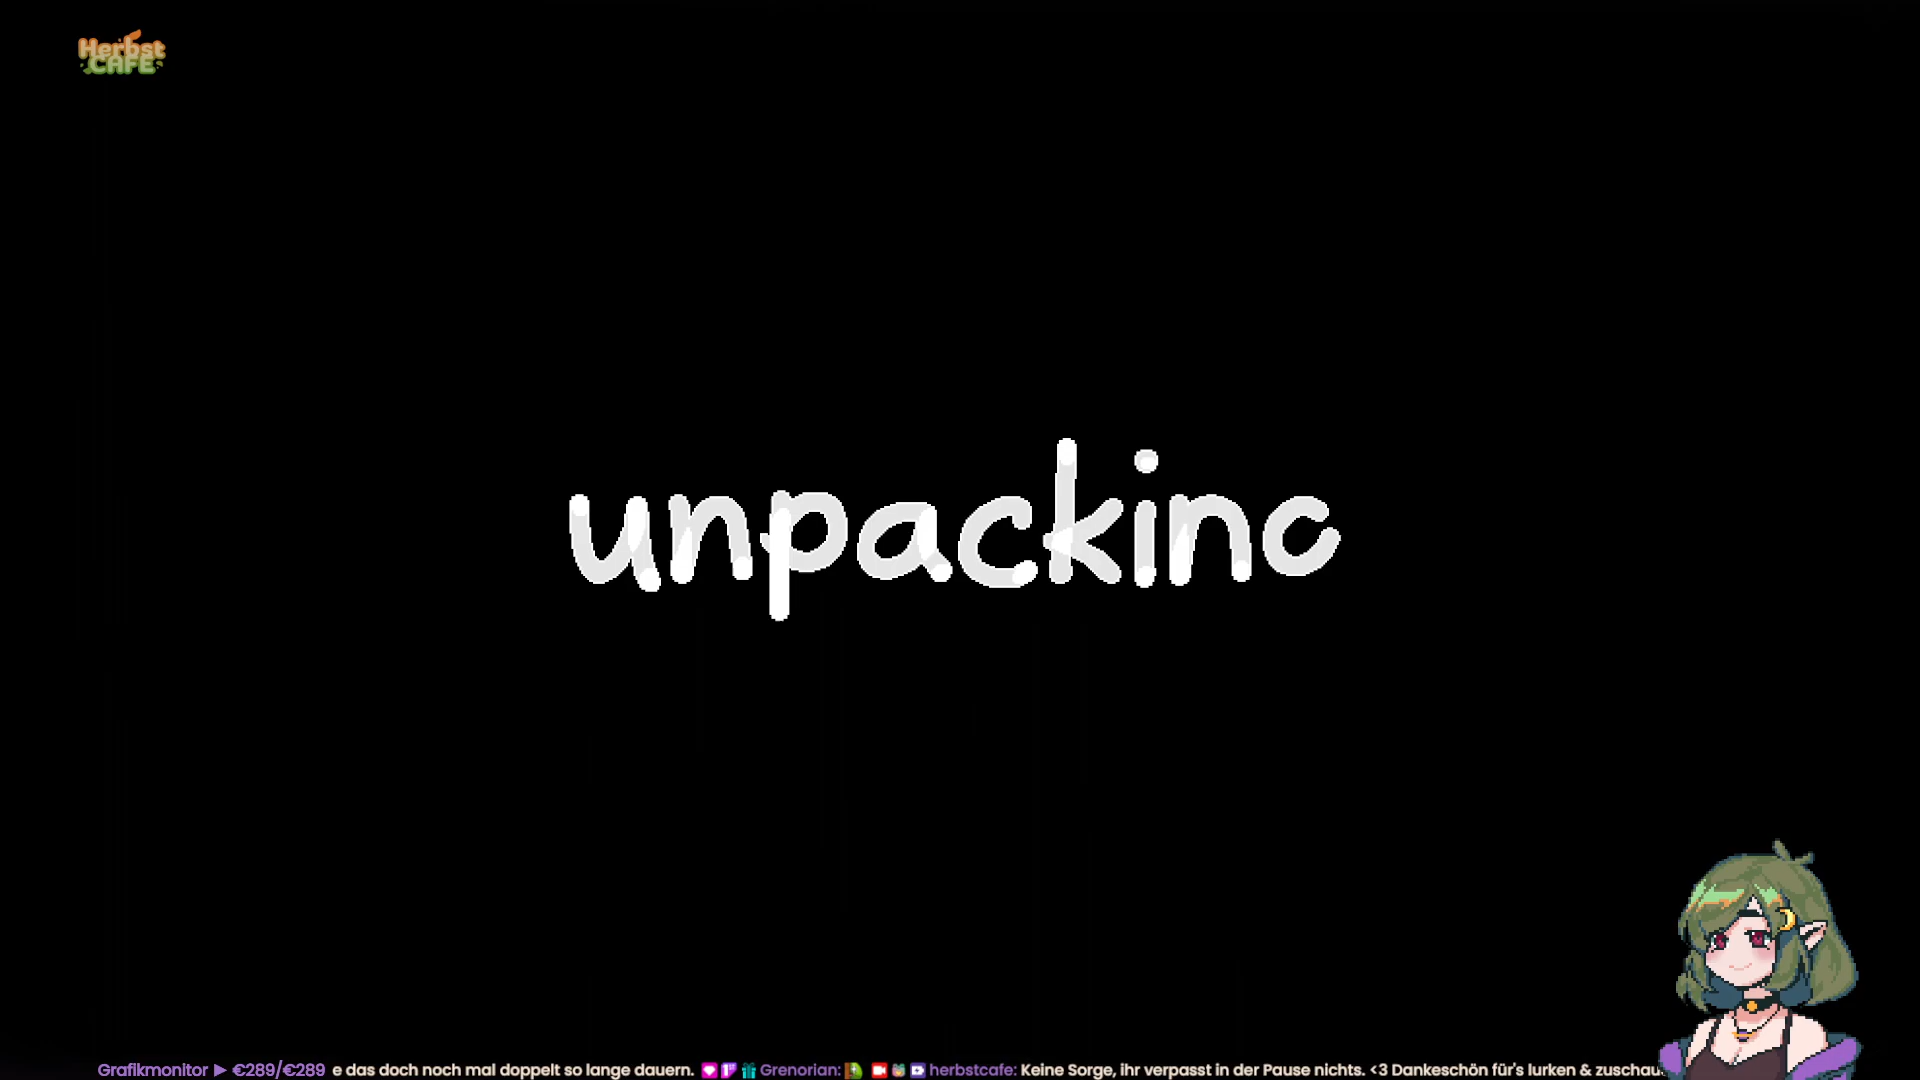 Herbst
CAFE
unpackinc
Grafikmonitor ▶ €289/€289 e das doch noch mal doppelt so lange dauern. Grenorian: herbstcafe: Keine Sorge, ihr verpasst in der Pause nichts. <3 Dankeschön für's lurken & zuschau